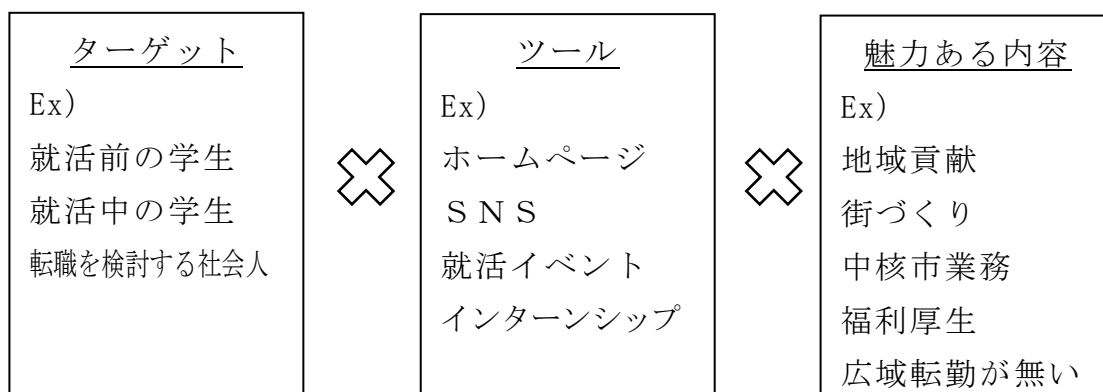 ターゲット
Ex）
就活前の学生
就活中の学生
転職を検討する社会人
ツール
Ex）
ホームページ
ＳＮＳ
就活イベント
インターンシップ
魅力ある内容
Ex）
地域貢献
街づくり
中核市業務
福利厚生
広域転勤が無い